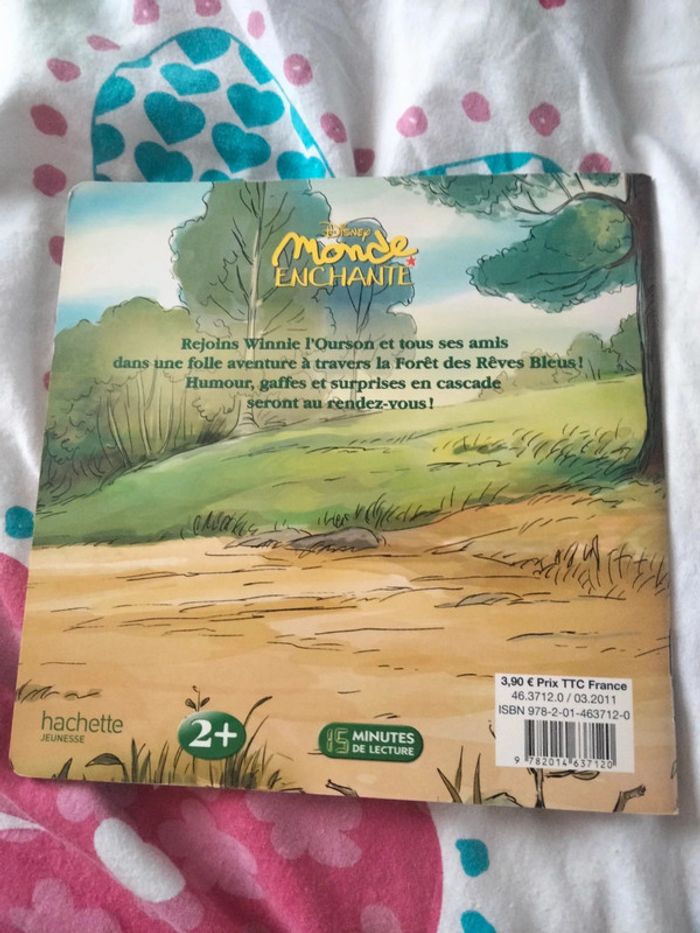 Disney
Monde
ENCHANTÉ
Rejoins Winnie l'Ourson et tous ses amis
dans une folle aventure à travers la Forêt des Rêves Bleus !
Humour, gaffes et surprises en cascade
seront au rendez-vous !
3,90 € Prix TTC France
46.3712.0 / 03.2011
ISBN 978-2-01-463712-0
9 782014 637120
hachette
JEUNESSE
2+
15 MINUTES
DE LECTURE